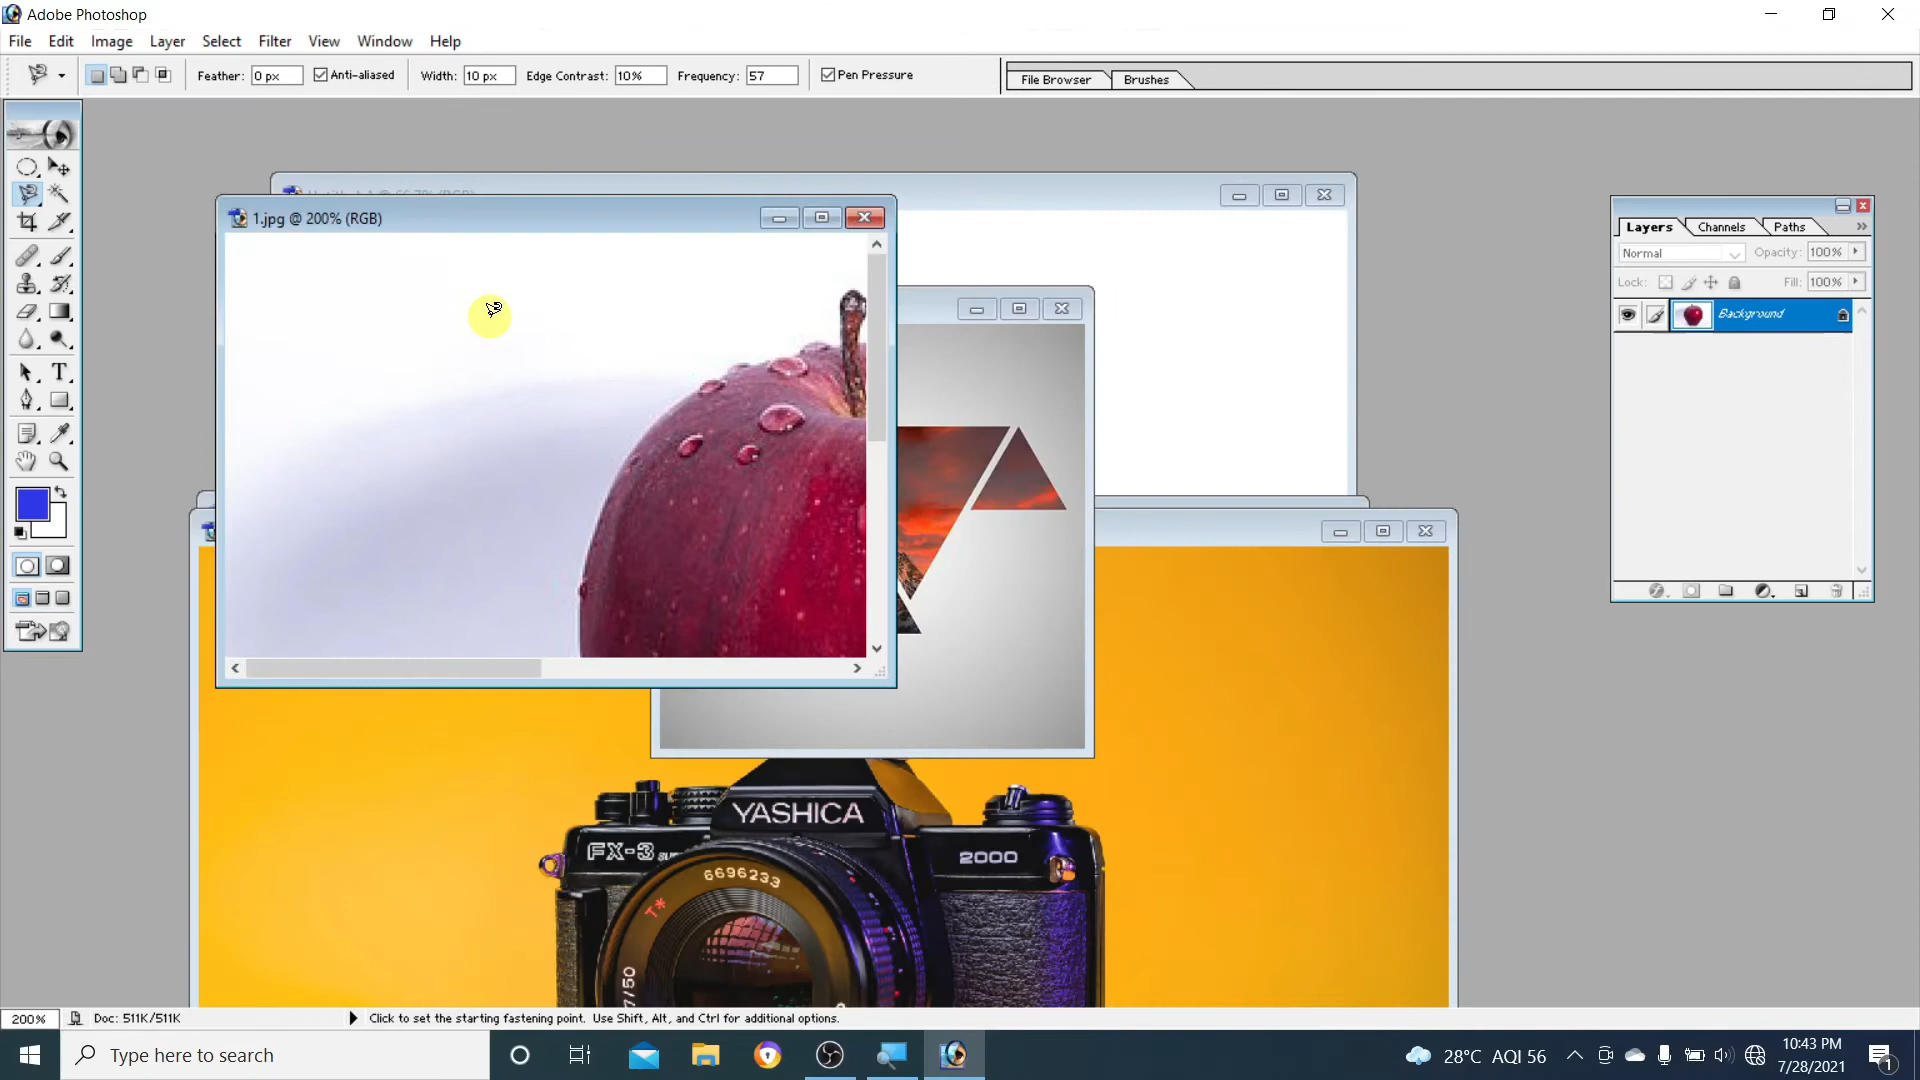 Adobe Photoshop
File Edit Image Layer Select Filter View Window Help
Feather: 0 px Anti-aliased Width: 10 px Edge Contrast: 10% Frequency: 57 Pen Pressure File Browser Brushes
1.jpg @ 200% (RGB)
Layers Channels Paths
Normal Opacity: 100%
Lock: Fill: 100%
Background
T
YASHICA
FX-3
2000
6696233
T*
7/50
200% Doc: 511K/511K Click to set the starting fastening point. Use Shift, Alt, and Ctrl for additional options.
Type here to search
28°C AQI 56
10:43 PM
7/28/2021
1